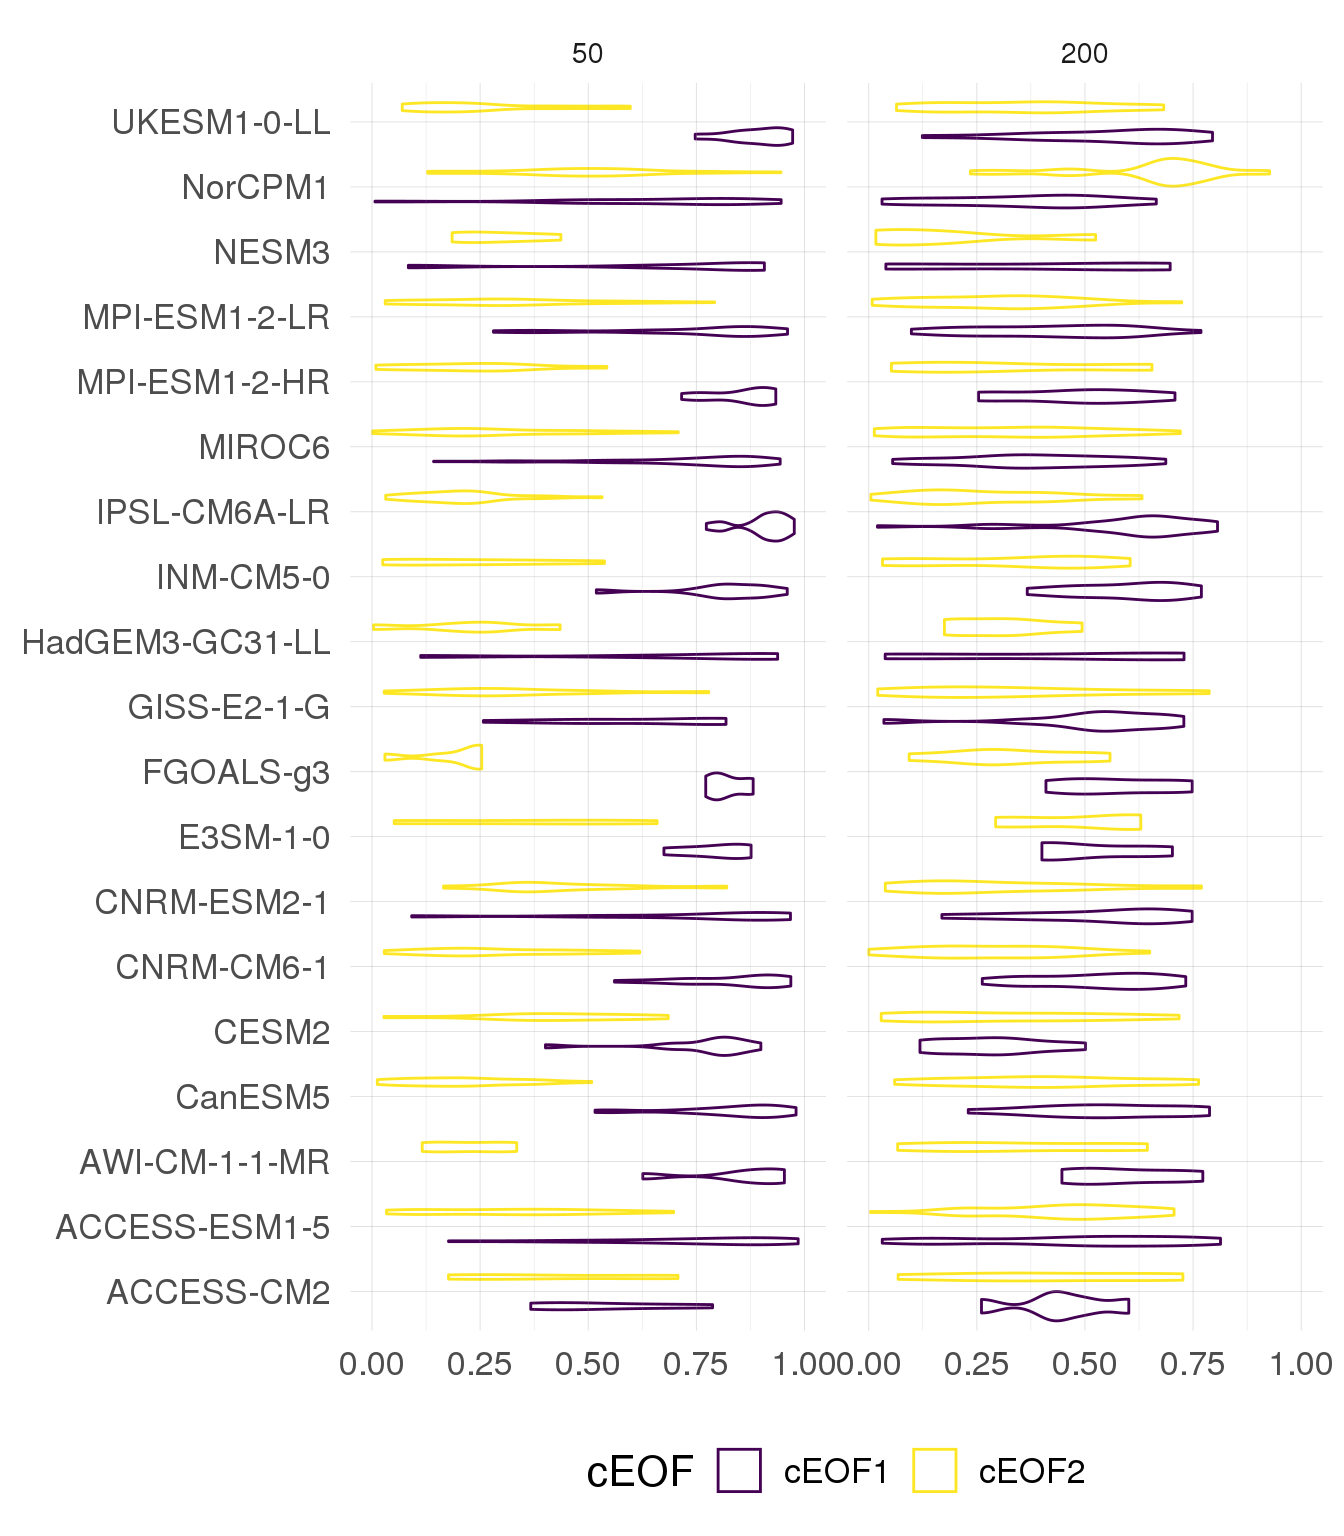 50 200
UKESM1-0-LL
NorCPM1
NESM3
MPI-ESM1-2-LR
MPI-ESM1-2-HR
MIROC6
IPSL-CM6A-LR
INM-CM5-0
HadGEM3-GC31-LL
GISS-E2-1-G
FGOALS-g3
E3SM-1-0
CNRM-ESM2-1
CNRM-CM6-1
CESM2
CanESM5
AWI-CM-1-1-MR
ACCESS-ESM1-5
ACCESS-CM2
0.00 0.25 0.50 0.75 1.00 0.00 0.25 0.50 0.75 1.00
cEOF cEOF1 cEOF2